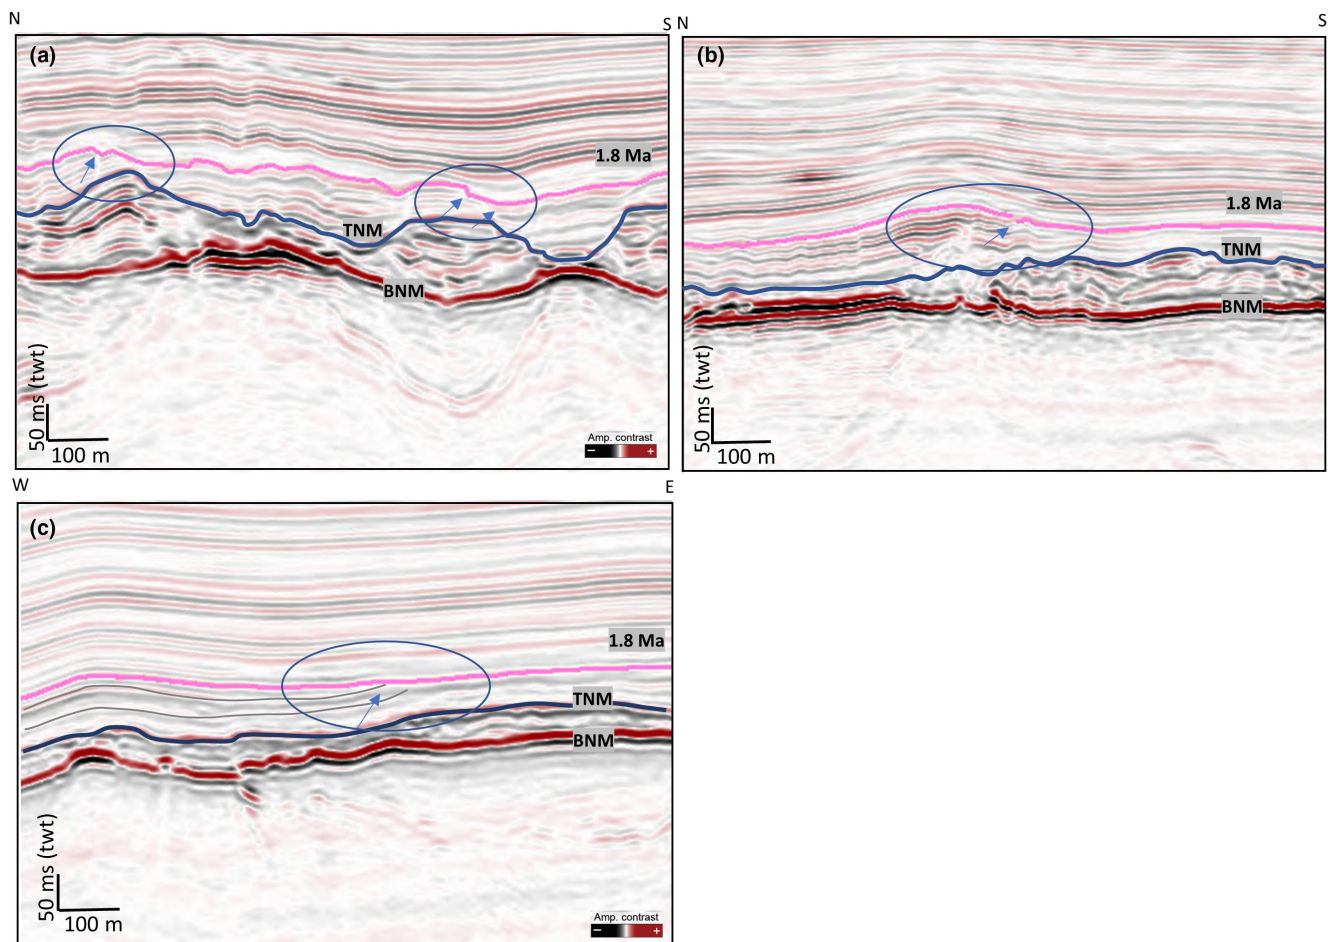 N
S
(a)
1.8 Ma
TNM
BNM
50 ms (twt)
100 m
Amp. contrast
− +
N
S
(b)
1.8 Ma
TNM
BNM
50 ms (twt)
100 m
W
E
(c)
1.8 Ma
TNM
BNM
50 ms (twt)
100 m
Amp. contrast
− +